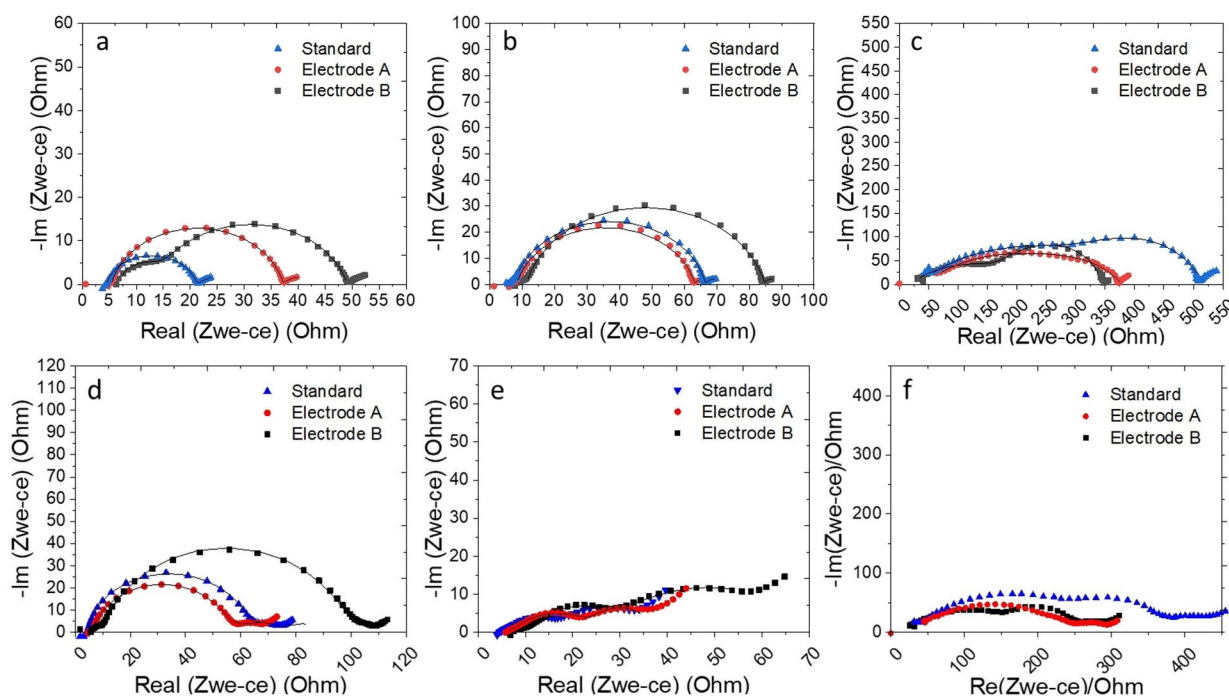 a
Standard
Electrode A
Electrode B
60
50
40
30
20
10
0
0 5 10 15 20 25 30 35 40 45 50 55 60
-Im (Zwe-ce) (Ohm)
Real (Zwe-ce) (Ohm)
b
Standard
Electrode A
Electrode B
100
90
80
70
60
50
40
30
20
10
0
0 20 40 60 80 100
-Im (Zwe-ce) (Ohm)
Real (Zwe-ce) (Ohm)
c
Standard
Electrode A
Electrode B
550
500
450
400
350
300
250
200
150
100
50
0
0 50 100 150 200 250 300 350 400 450 500 550
-Im (Zwe-ce) (Ohm)
Real (Zwe-ce) (Ohm)
d
Standard
Electrode A
Electrode B
120
110
100
90
80
70
60
50
40
30
20
10
0
0 20 40 60 80 100 120
-Im (Zwe-ce) (Ohm)
Real (Zwe-ce) (Ohm)
e
Standard
Electrode A
Electrode B
70
60
50
40
30
20
10
0
0 10 20 30 40 50 60 70
-Im (Zwe-ce) (Ohm)
Real (Zwe-ce) (Ohm)
f
Standard
Electrode A
Electrode B
400
300
200
100
0
0 100 200 300 400
-Im(Zwe-ce)/Ohm
Re(Zwe-ce)/Ohm